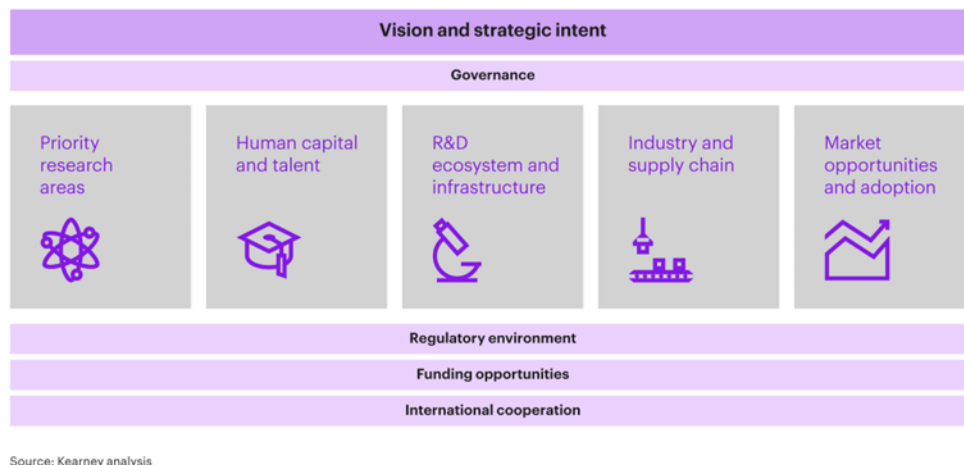 Vision and strategic intent
Governance
Priority
research
areas
Human capital
and talent
R&D
ecosystem and
infrastructure
Industry and
supply chain
Market
opportunities
and adoption
Regulatory environment
Funding opportunities
International cooperation
Source: Kearney analysis